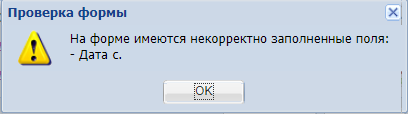 Проверка формы
На форме имеются некорректно заполненные поля:
- Дата с.
OK